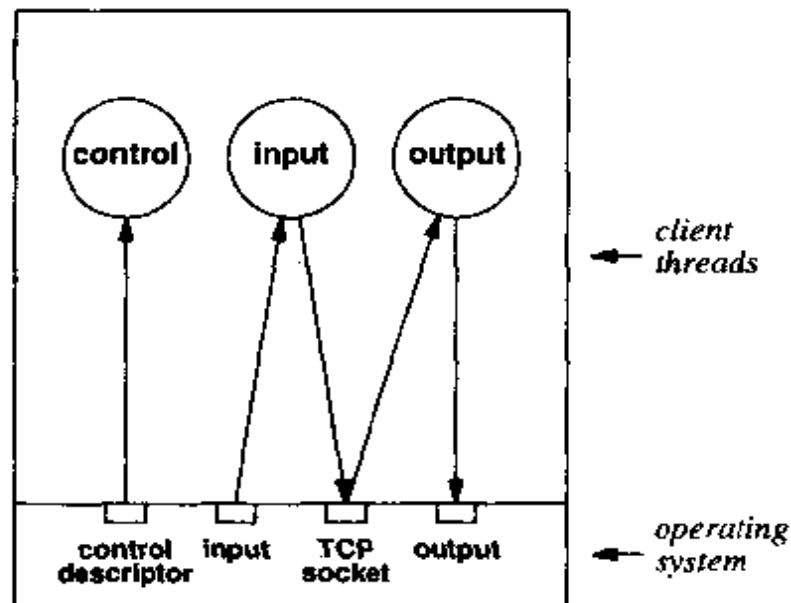 control input output
client
threads
control input TCP output
descriptor socket
operating
system